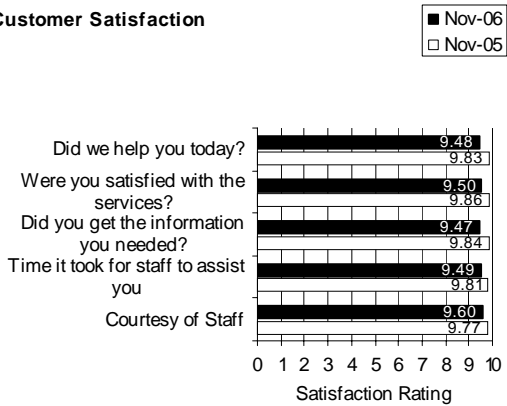 Customer Satisfaction
Nov-06
Nov-05
Did we help you today?
9.48
9.83
Were you satisfied with the
services?
9.50
9.86
Did you get the information
you needed?
9.47
9.84
Time it took for staff to assist
you
9.49
9.81
Courtesy of Staff
9.60
9.77
0 1 2 3 4 5 6 7 8 9 10
Satisfaction Rating